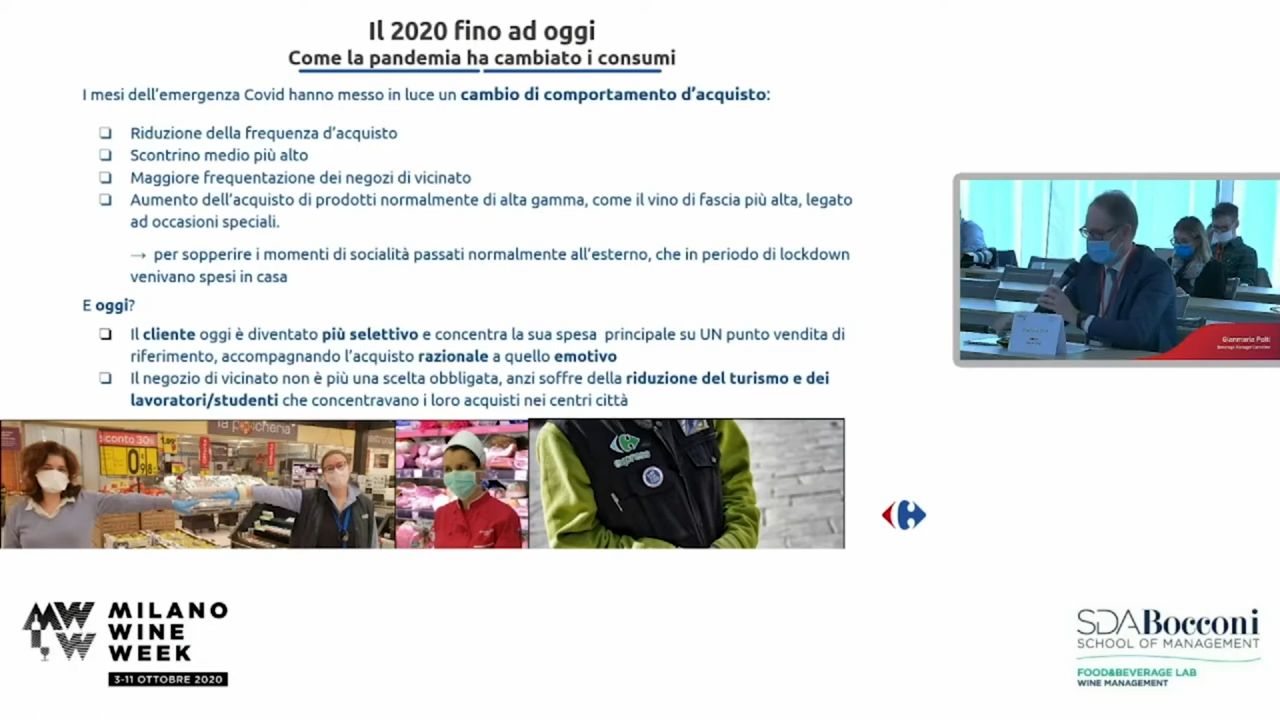 Il 2020 fino ad oggi
Come la pandemia ha cambiato i consumi
I mesi dell'emergenza Covid hanno messo in luce un cambio di comportamento d'acquisto:
❑ Riduzione della frequenza d'acquisto
❑ Scontrino medio più alto
❑ Maggiore frequentazione dei negozi di vicinato
❑ Aumento dell'acquisto di prodotti normalmente di alta gamma, come il vino di fascia più alta, legato
ad occasioni speciali.
→ per sopperire i momenti di socialità passati normalmente all'esterno, che in periodo di lockdown
venivano spesi in casa
E oggi?
❑ Il cliente oggi è diventato più selettivo e concentra la sua spesa principale su UN punto vendita di
riferimento, accompagnando l'acquisto razionale a quello emotivo
❑ Il negozio di vicinato non è più una scelta obbligata, anzi soffre della riduzione del turismo e dei
lavoratori/studenti che concentravano i loro acquisti nei centri città
Gianmaria Polti
sconto 30%
express
MWW
MILANO
WINE
WEEK
3-11 OTTOBRE 2020
SDA Bocconi
SCHOOL OF MANAGEMENT
FOOD&BEVERAGE LAB
WINE MANAGEMENT